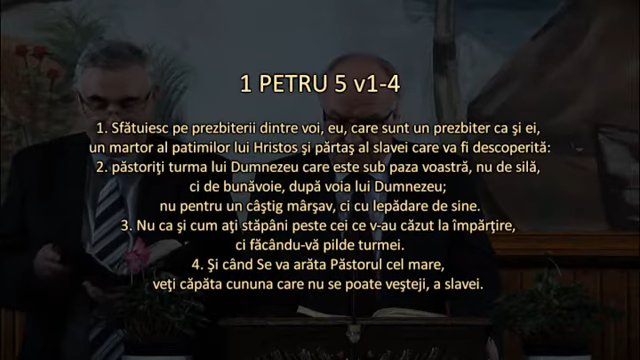 1 PETRU 5 v1-4
1. Sfătuiesc pe prezbiterii dintre voi, eu, care sunt un prezbiter ca şi ei,
un martor al patimilor lui Hristos şi părtaş al slavei care va fi descoperită:
2. păstoriţi turma lui Dumnezeu care este sub paza voastră, nu de silă,
ci de bunăvoie, după voia lui Dumnezeu;
nu pentru un câştig mârşav, ci cu lepădare de sine.
3. Nu ca şi cum aţi stăpâni peste cei ce v-au căzut la împărţire,
ci făcându-vă pilde turmei.
4. Şi când Se va arăta Păstorul cel mare,
veţi căpăta cununa care nu se poate veşteji, a slavei.